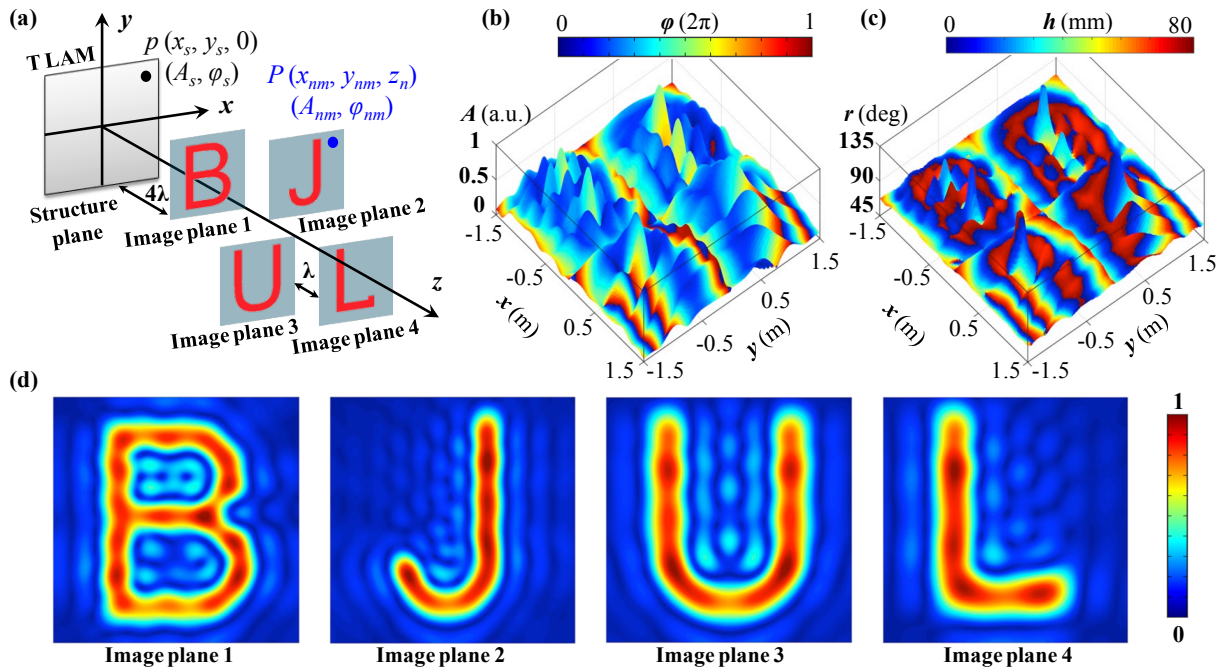 (a)
y
T LAM
p (xs, ys, 0)
(As, φs)
x
P (xnm, ynm, zn)
(Anm, φnm)
B
J
4λ
Structure
plane
Image plane 1
Image plane 2
U
λ
L
z
Image plane 3
Image plane 4
(b)
0 φ (2π) 1
A (a.u.)
1
0.5
0
-1.5
-0.5
0.5
1.5
x (m)
-1.5
-0.5
0.5
1.5
y (m)
(c)
0 h (mm) 80
r (deg)
135
90
45
-1.5
-0.5
0.5
1.5
x (m)
-1.5
-0.5
0.5
1.5
y (m)
(d)
B
J
U
L
1
0
Image plane 1
Image plane 2
Image plane 3
Image plane 4